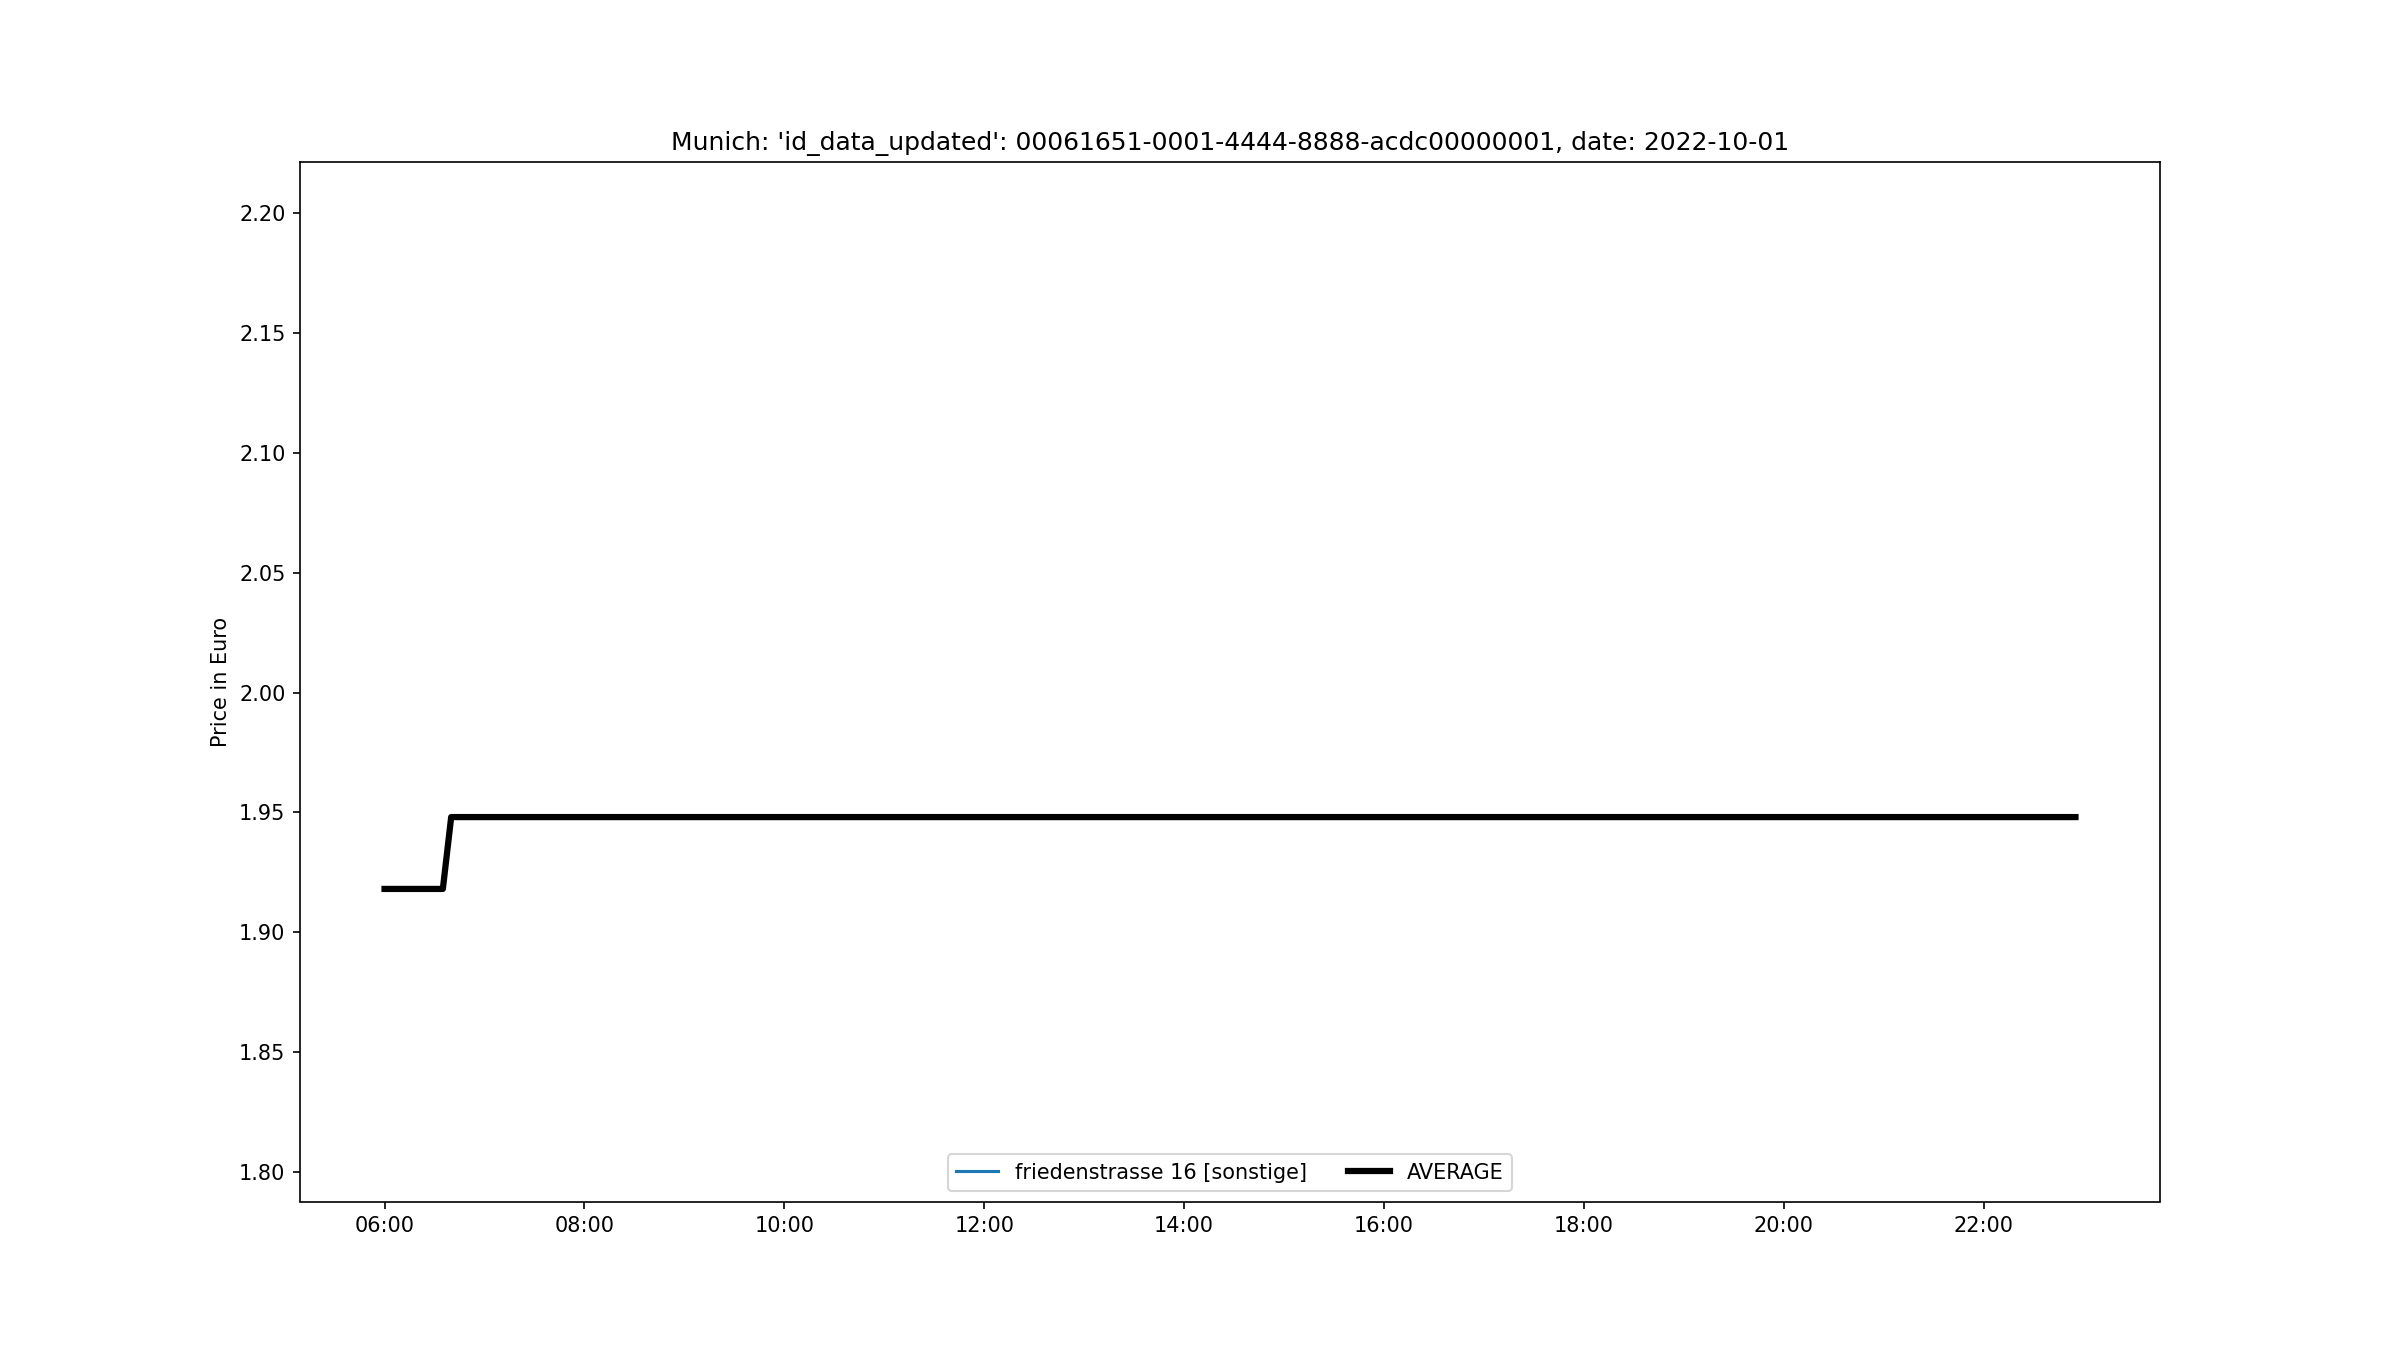 Munich: 'id_data_updated': 00061651-0001-4444-8888-acdc00000001, date: 2022-10-01
2.20
2.15
2.10
2.05
2.00
1.95
1.90
1.85
1.80
Price in Euro
friedenstrasse 16 [sonstige] AVERAGE
06:00 08:00 10:00 12:00 14:00 16:00 18:00 20:00 22:00